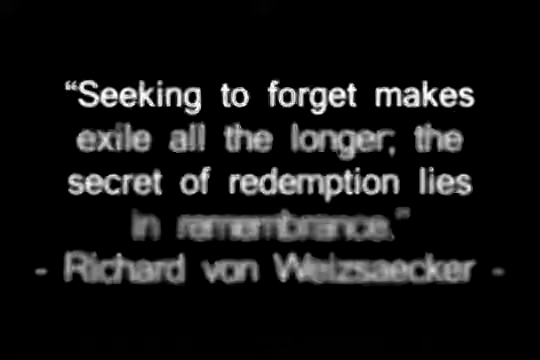 “Seeking to forget makes
exile all the longer; the
secret of redemption lies
in remembrance.”
- Richard von Weizsaecker -